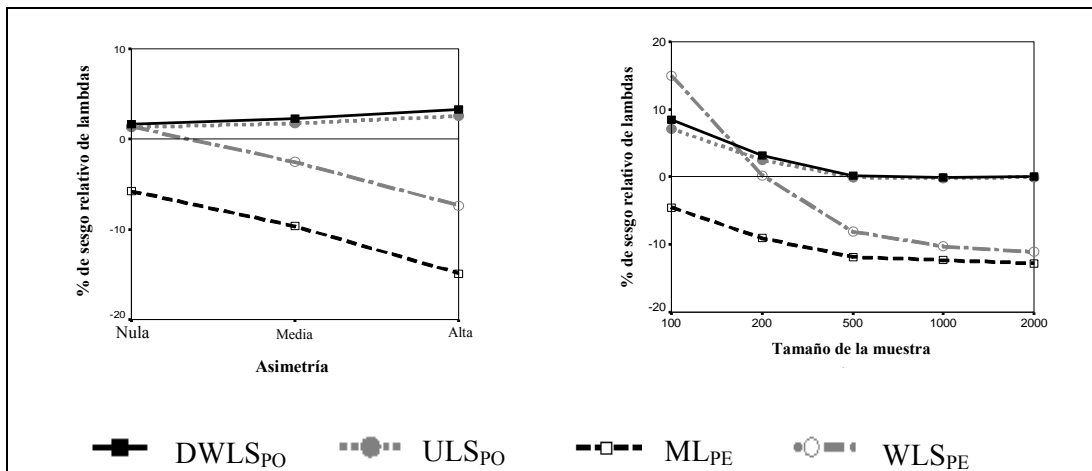 % de sesgo relativo de lambdas
10
0
-10
-20
Nula
Media
Alta
Asimetría
% de sesgo relativo de lambdas
20
10
0
-10
-20
100
200
500
1000
2000
Tamaño de la muestra
DWLSPO
ULSPO
MLPE
WLSPE